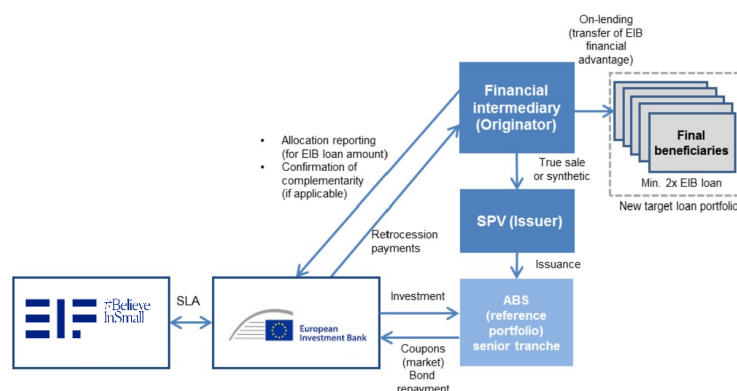 On-lending
(transfer of EIB
financial
advantage)
Financial
intermediary
(Originator)
Final
beneficiaries
Min. 2x EIB loan
New target loan portfolio
• Allocation reporting
(for EIB loan amount)
• Confirmation of
complementarity
(if applicable)
True sale
or synthetic
SPV (Issuer)
Retrocession
payments
Issuance
EIF
#Believe
InSmall
SLA
European
Investment Bank
Investment
ABS
(reference
portfolio)
senior tranche
Coupons
(market)
Bond
repayment